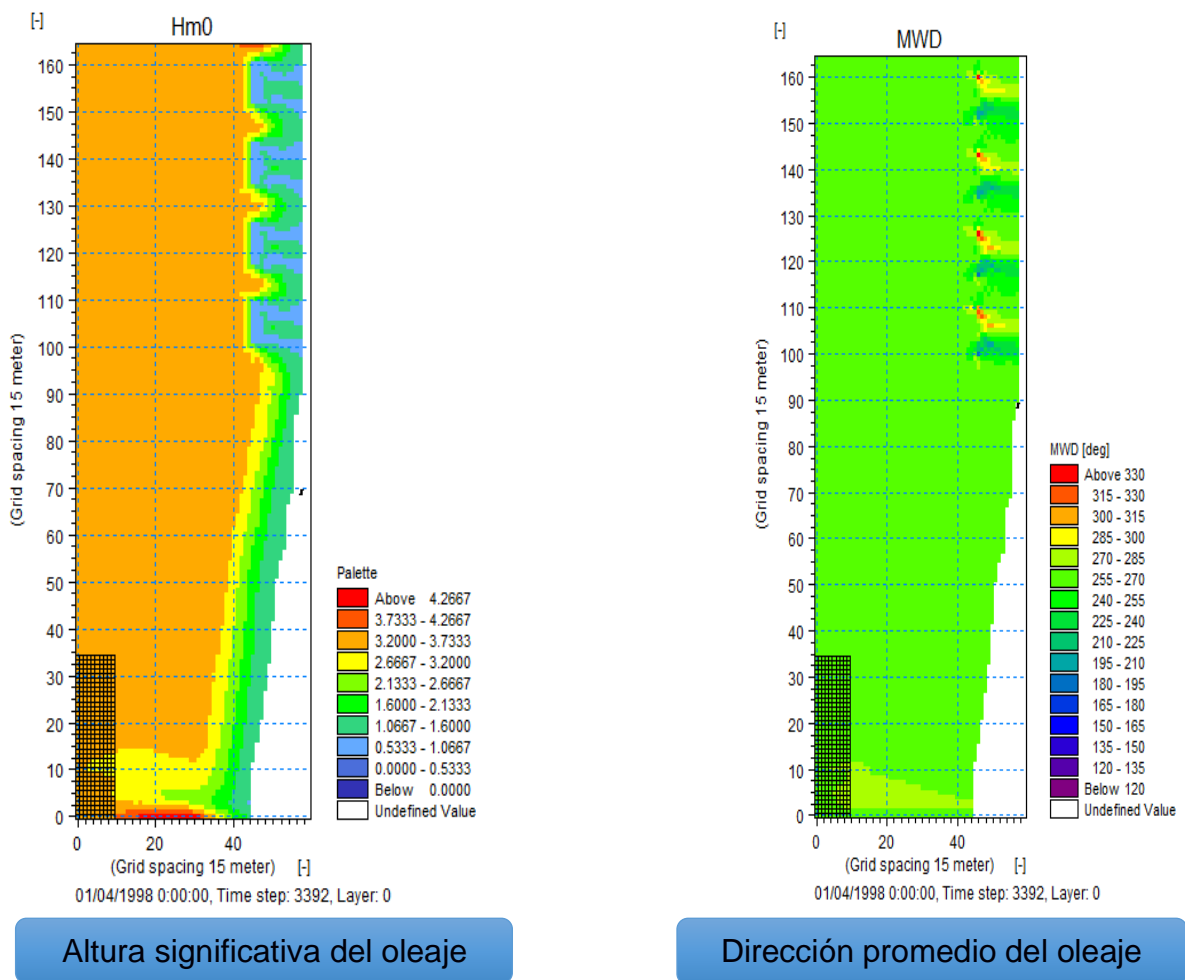 [-]
Hm0
160
150
140
130
120
110
100
90
80
70
60
50
40
30
20
10
0
(Grid spacing 15 meter)
0 20 40
(Grid spacing 15 meter) [-]
01/04/1998 0:00:00, Time step: 3392, Layer: 0
Palette
Above 4.2667
3.7333 - 4.2667
3.2000 - 3.7333
2.6667 - 3.2000
2.1333 - 2.6667
1.6000 - 2.1333
1.0667 - 1.6000
0.5333 - 1.0667
0.0000 - 0.5333
Below 0.0000
Undefined Value
Altura significativa del oleaje
[-]
MWD
160
150
140
130
120
110
100
90
80
70
60
50
40
30
20
10
0
(Grid spacing 15 meter)
0 20 40
(Grid spacing 15 meter) [-]
01/04/1998 0:00:00, Time step: 3392, Layer: 0
MWD [deg]
Above 330
315 - 330
300 - 315
285 - 300
270 - 285
255 - 270
240 - 255
225 - 240
210 - 225
195 - 210
180 - 195
165 - 180
150 - 165
135 - 150
120 - 135
Below 120
Undefined Value
Dirección promedio del oleaje